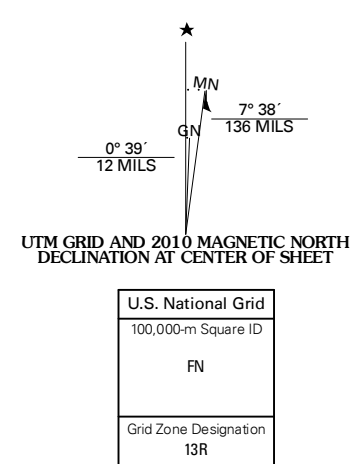 MN
GN
7° 38´
136 MILS
0° 39´
12 MILS
UTM GRID AND 2010 MAGNETIC NORTH
DECLINATION AT CENTER OF SHEET
U.S. National Grid
100,000-m Square ID
FN
Grid Zone Designation
13R